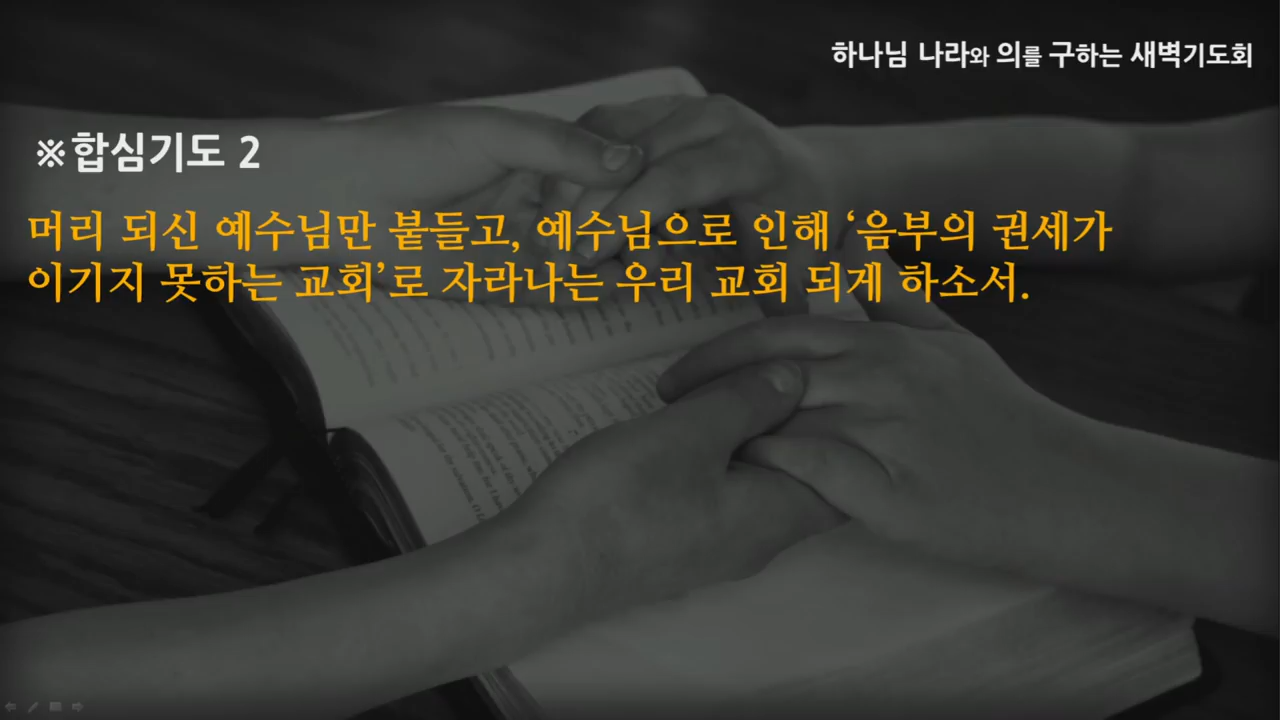 하나님 나라와 의를 구하는 새벽기도회
※합심기도 2
머리 되신 예수님만 붙들고, 예수님으로 인해 ‘음부의 권세가
이기지 못하는 교회’로 자라나는 우리 교회 되게 하소서.